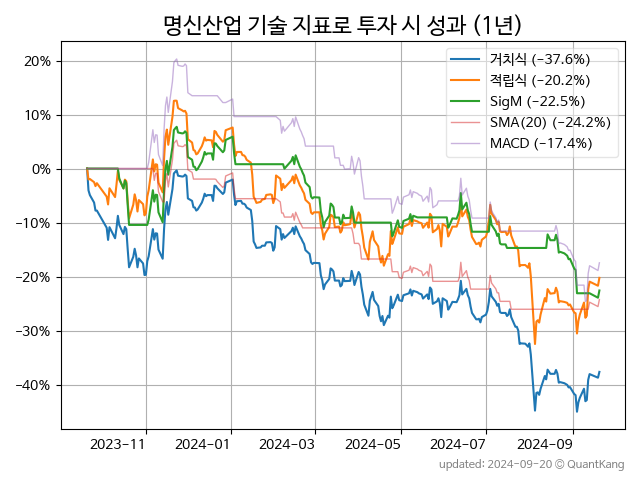 명신산업 기술 지표로 투자 시 성과 (1년)
거치식 (−37.6%)
적립식 (−20.2%)
SigM (−22.5%)
SMA(20) (−24.2%)
MACD (−17.4%)
20%
10%
0%
−10%
−20%
−30%
−40%
2023-11 2024-01 2024-03 2024-05 2024-07 2024-09
updated: 2024-09-20 © QuantKang